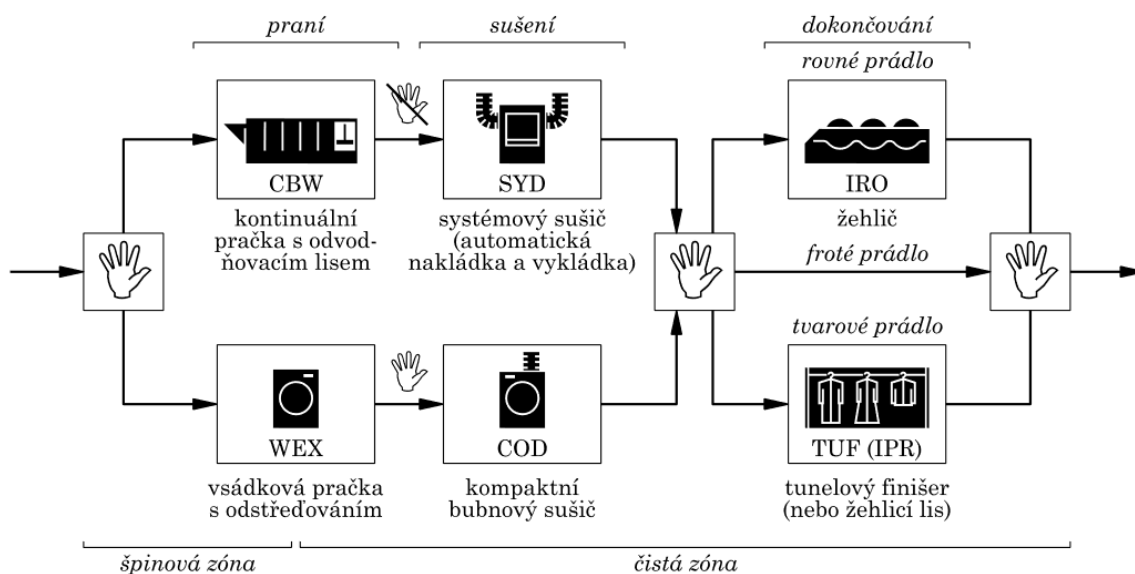 praní
sušení
dokončování
rovné prádlo
CBW
SYD
IRO
kontinuální
pračka s odvod-
ňovacím lisem
systémový sušič
(automatická
nakládka a vykládka)
žehlič
froté prádlo
tvarové prádlo
WEX
COD
TUF (IPR)
vsádková pračka
s odstřeďováním
kompaktní
bubnový sušič
tunelový finišer
(nebo žehlicí lis)
špinová zóna
čistá zóna